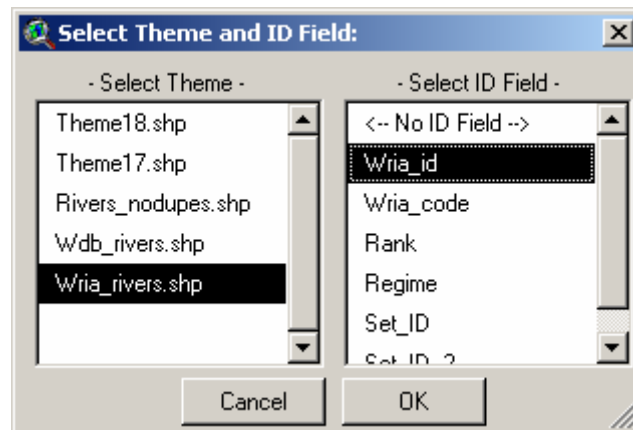 Select Theme and ID Field:
- Select Theme -
Theme18.shp
Theme17.shp
Rivers_nodupes.shp
Wdb_rivers.shp
Wria_rivers.shp
- Select ID Field -
<-- No ID Field -->
Wria_id
Wria_code
Rank
Regime
Set_ID
Set_ID_2
Cancel
OK